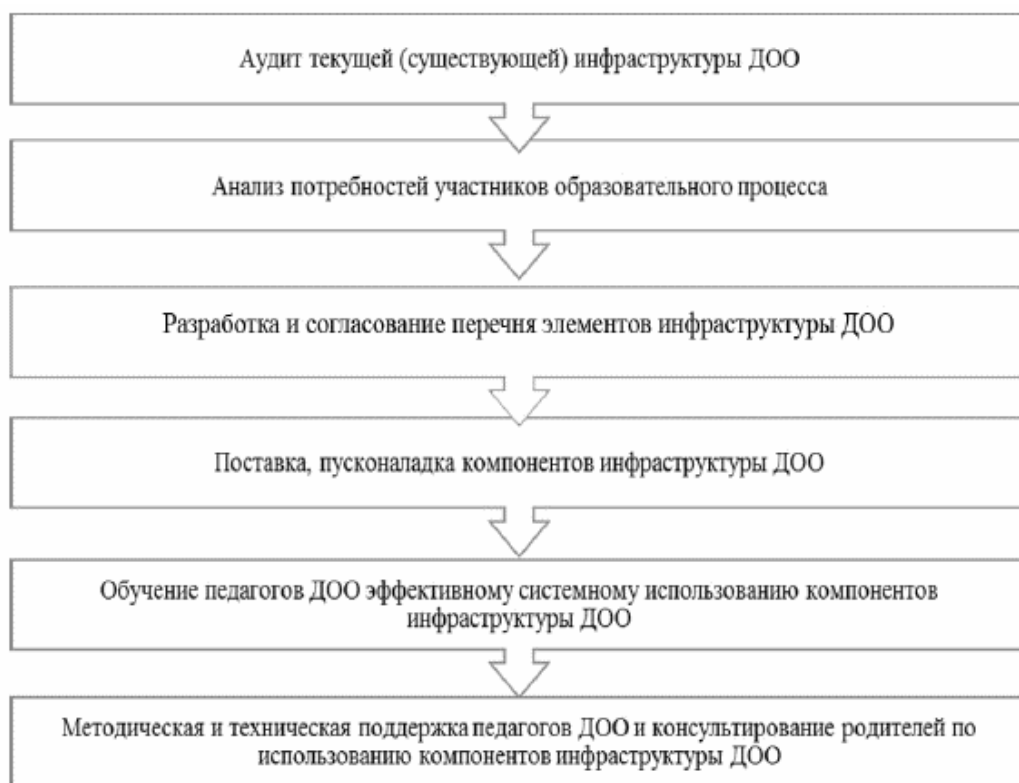 Аудит текущей (существующей) инфраструктуры ДОО
Анализ потребностей участников образовательного процесса
Разработка и согласование перечня элементов инфраструктуры ДОО
Поставка, пусконаладка компонентов инфраструктуры ДОО
Обучение педагогов ДОО эффективному системному использованию компонентов
инфраструктуры ДОО
Методическая и техническая поддержка педагогов ДОО и консультирование родителей по
использованию компонентов инфраструктуры ДОО